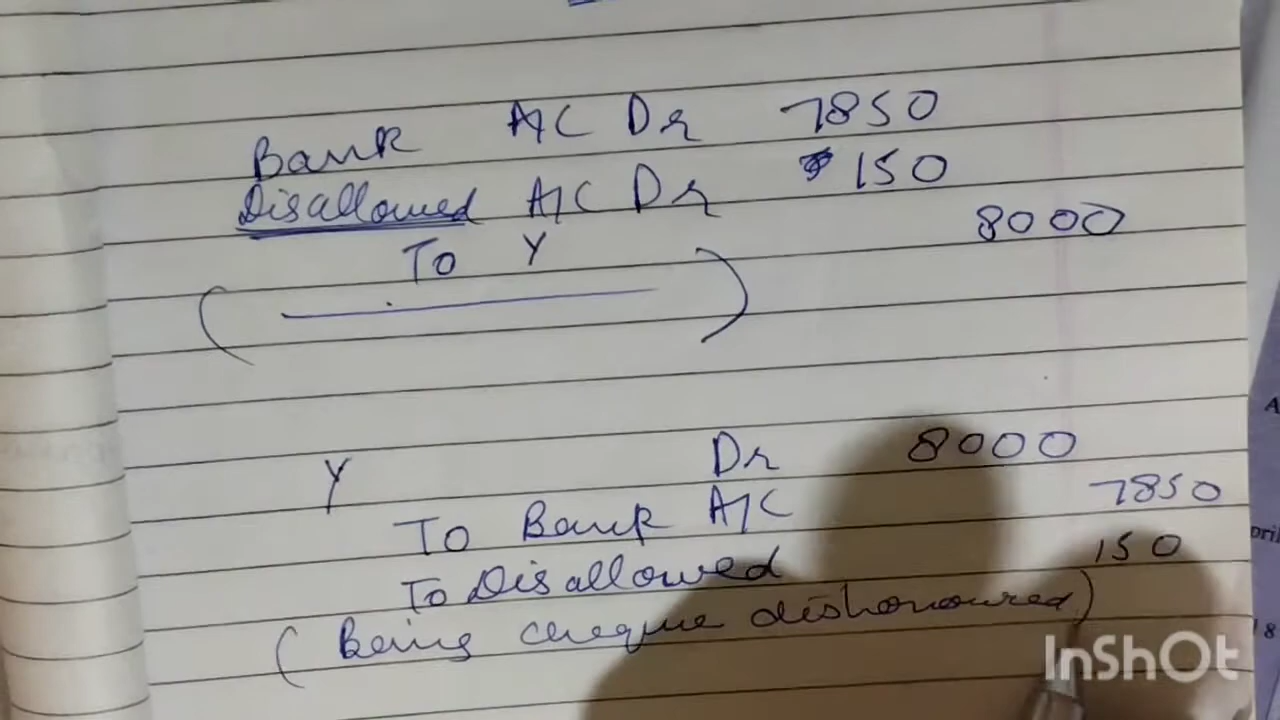 Bank A/C Dr 7850
Disallowed A/C Dr 150
To Y 8000
Y Dr 8000
To Bank A/C 7850
To Disallowed 150
(Being cheque dishonoured)
InShOt